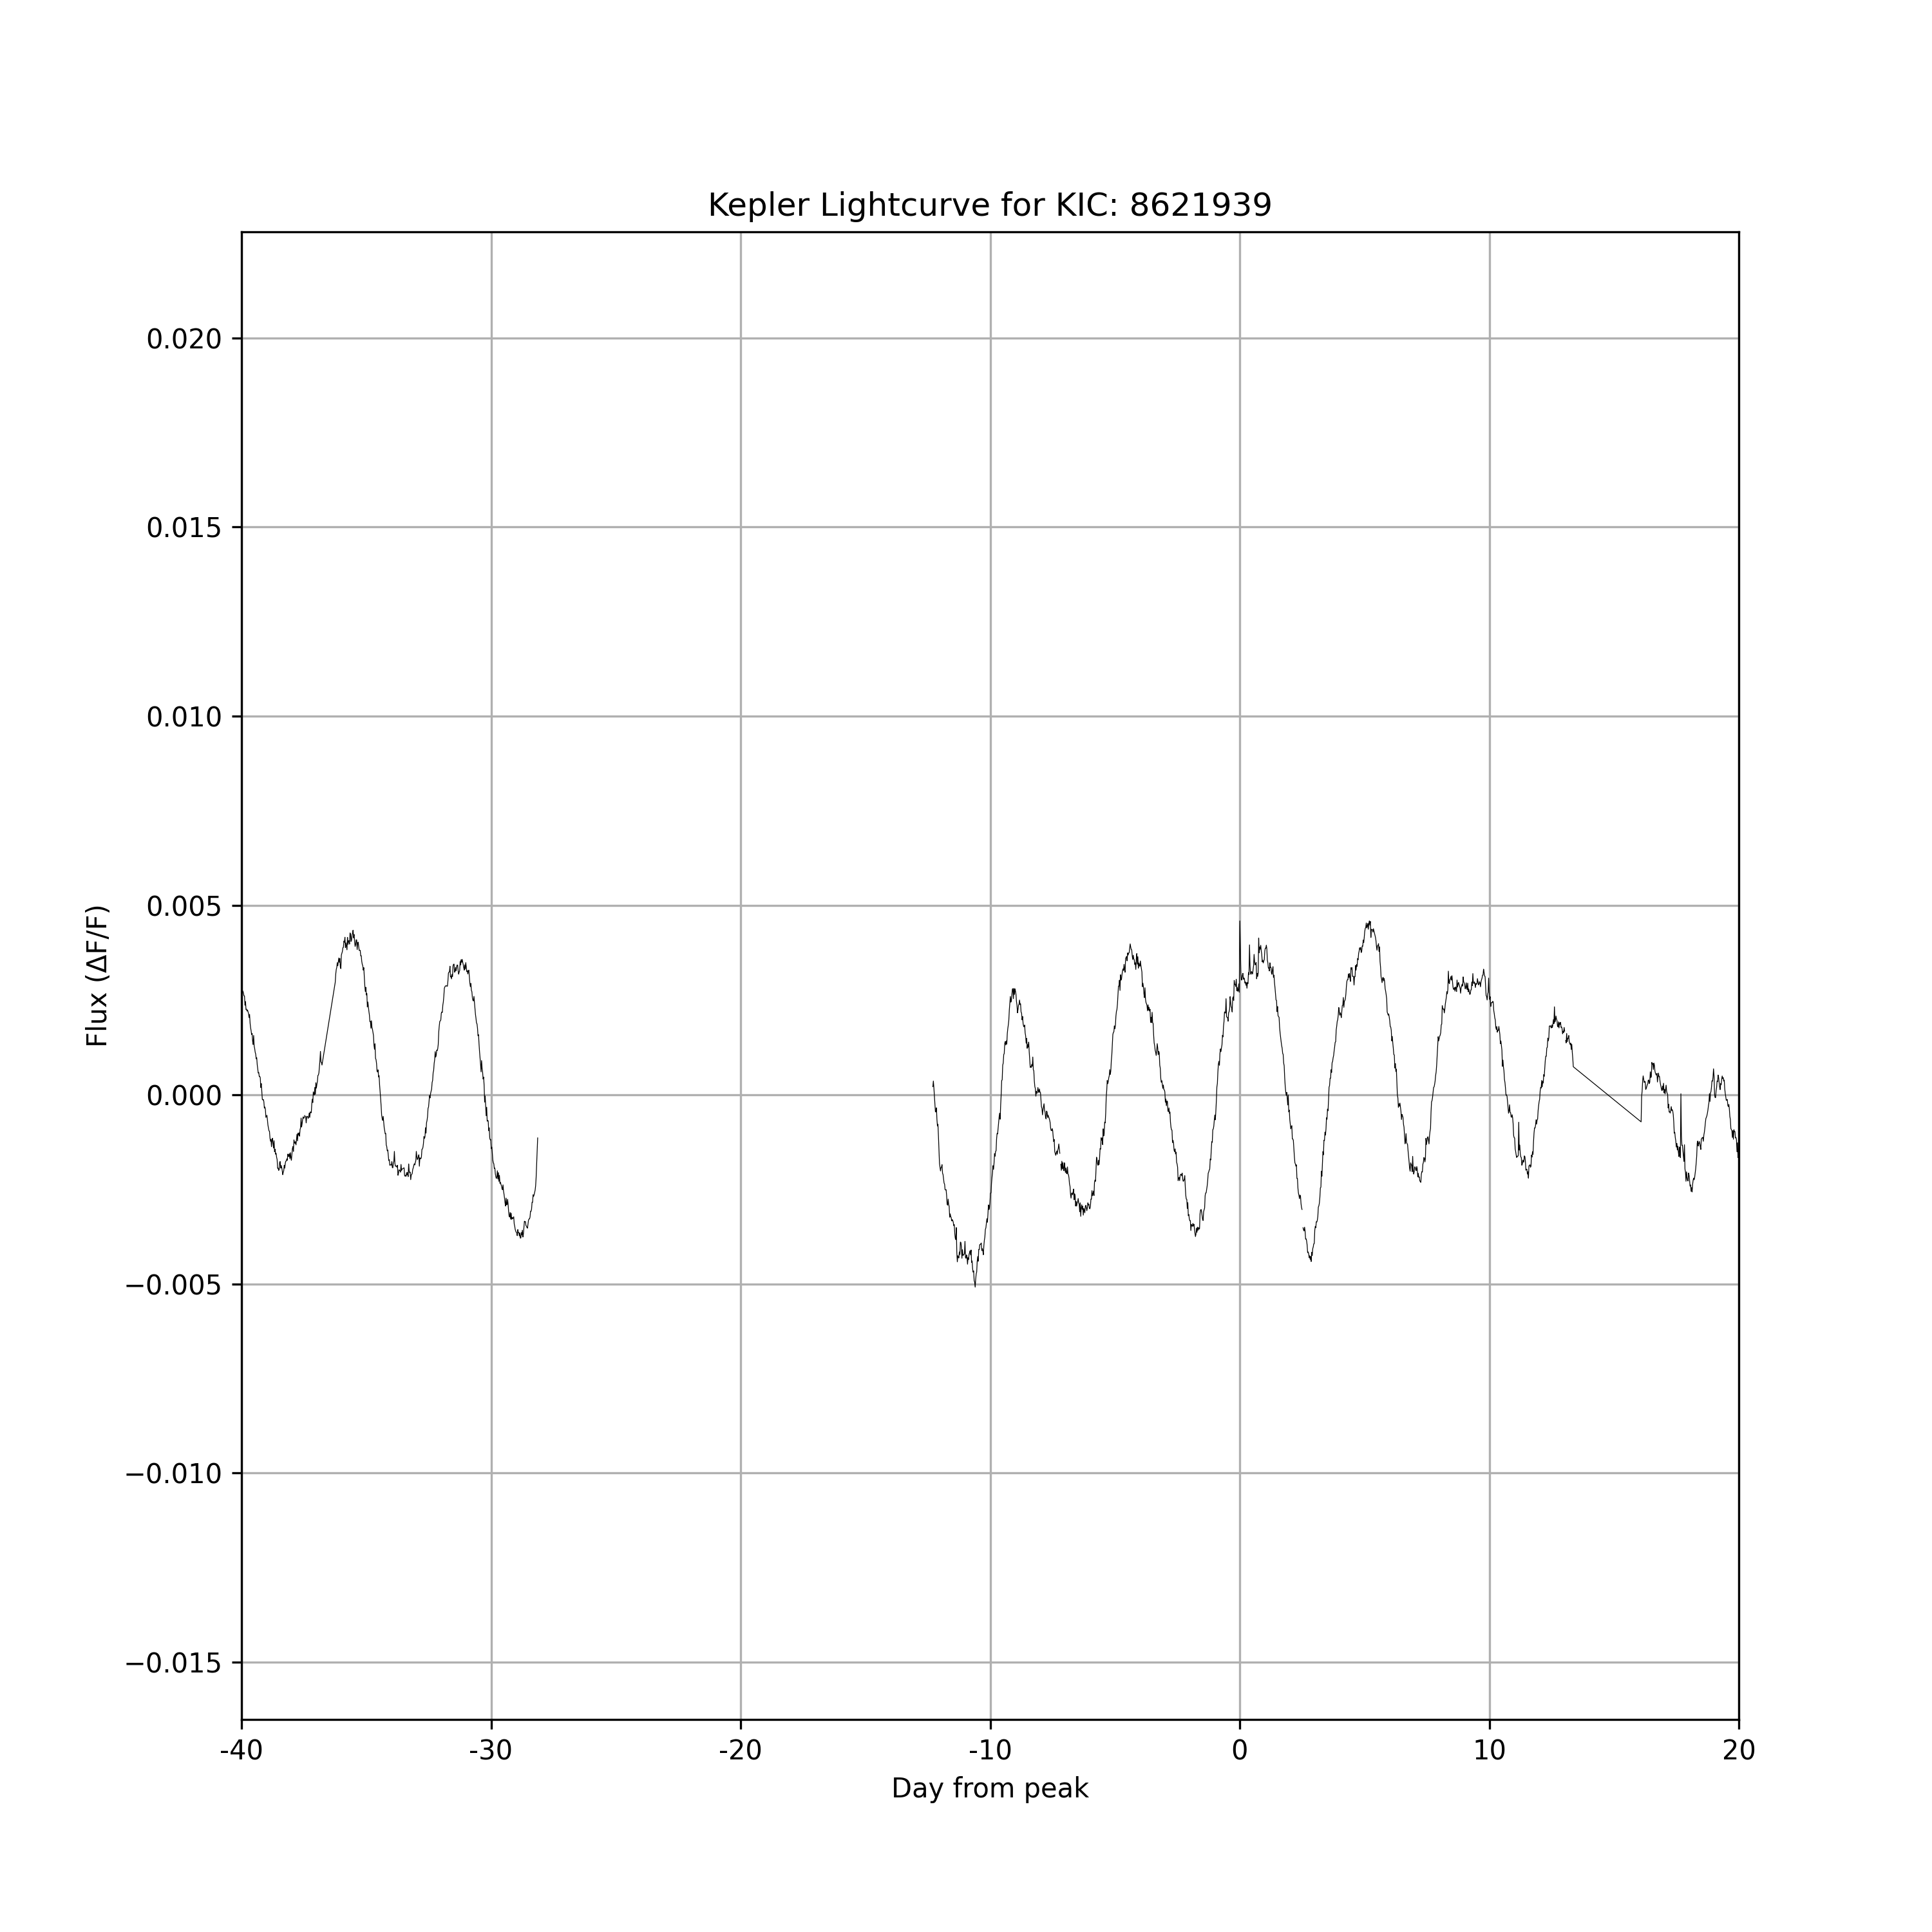 Kepler Lightcurve for KIC: 8621939
0.020
0.015
0.010
0.005
0.000
−0.005
−0.010
−0.015
Flux (ΔF/F)
-40 -30 -20 -10 0 10 20
Day from peak